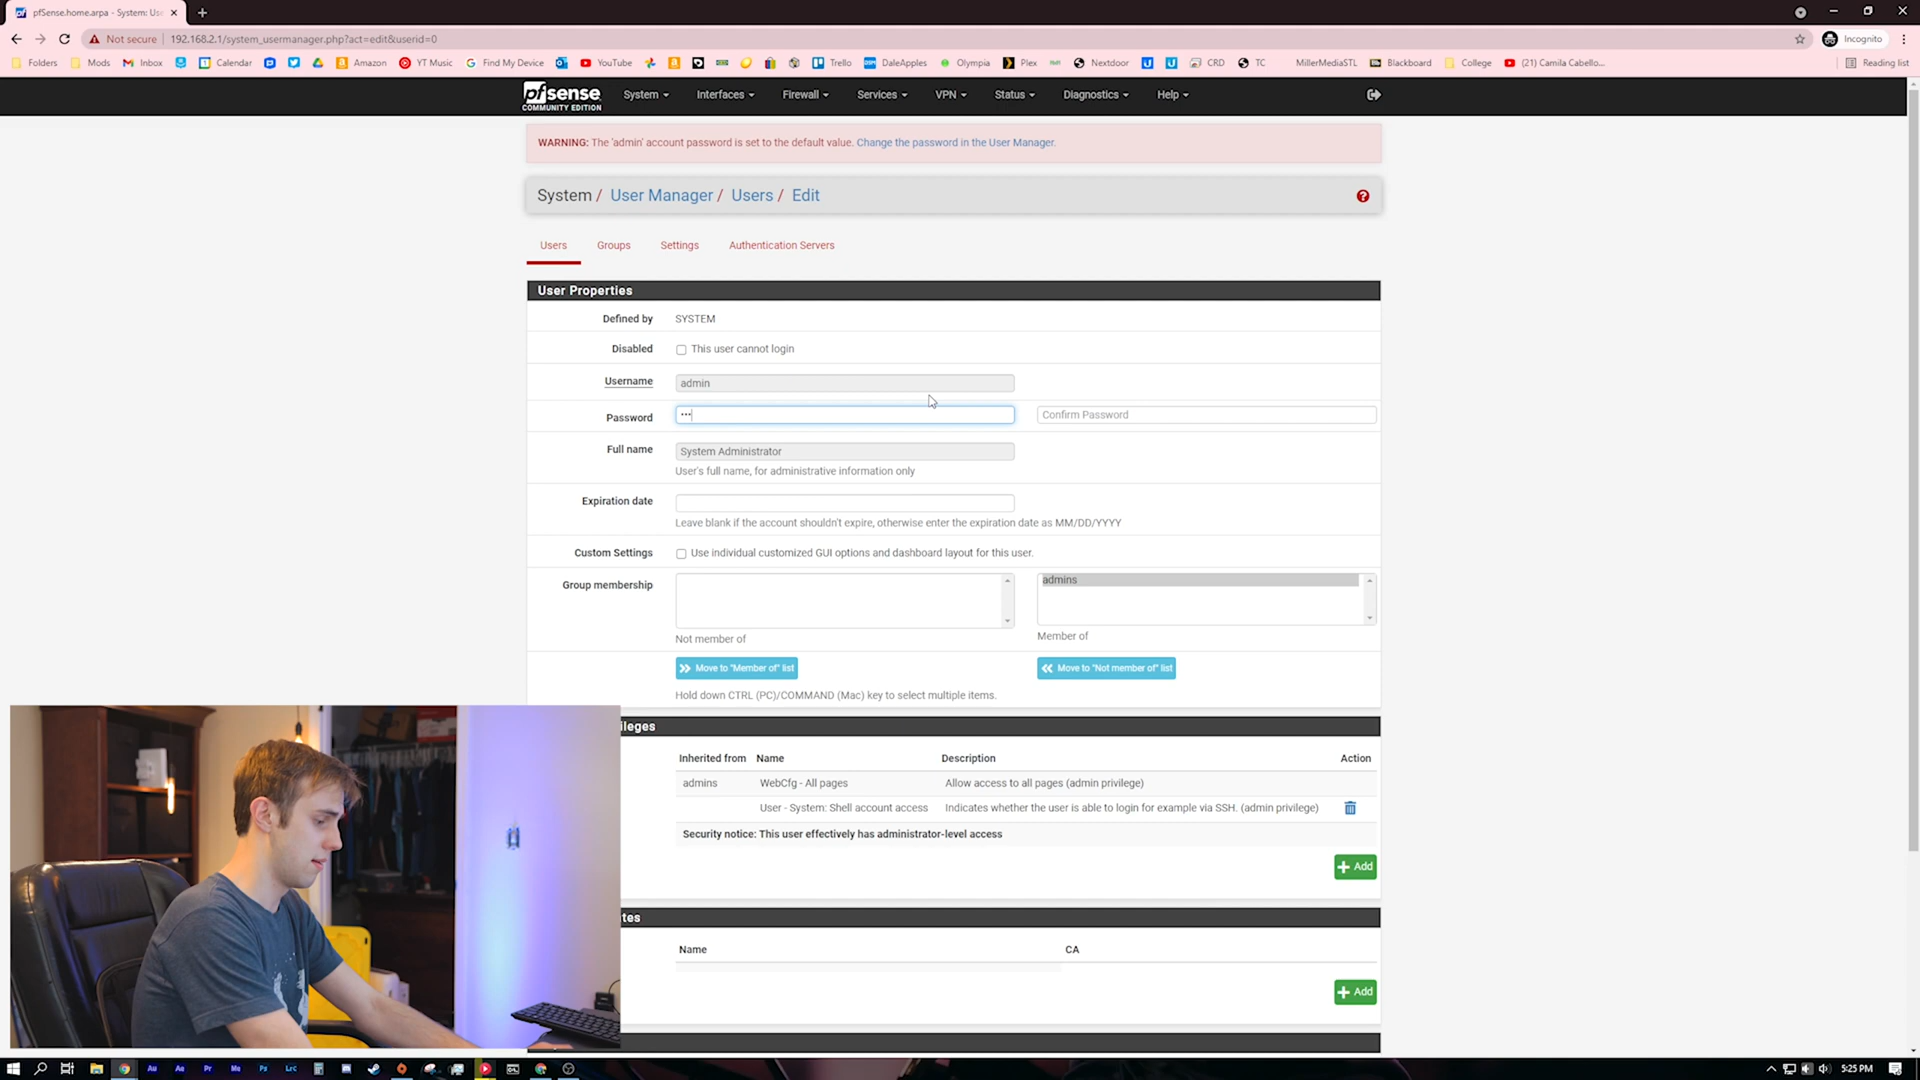 pfSense.home.arpa - System: Use
Not secure 192.168.2.1/system_usermanager.php?act=edit&userid=0 Incognito
Folders Mods Inbox Calendar Amazon YT Music Find My Device YouTube Trello DaleApples Olympia Plex Nextdoor CRD TC MillerMediaSTL Blackboard College (21) Camila Cabello... Reading list
pfsense COMMUNITY EDITION System Interfaces Firewall Services VPN Status Diagnostics Help
WARNING: The 'admin' account password is set to the default value. Change the password in the User Manager.
System / User Manager / Users / Edit
Users Groups Settings Authentication Servers
User Properties
Defined by SYSTEM
Disabled This user cannot login
Username admin
Password ••• Confirm Password
Full name System Administrator
User's full name, for administrative information only
Expiration date
Leave blank if the account shouldn't expire, otherwise enter the expiration date as MM/DD/YYYY
Custom Settings Use individual customized GUI options and dashboard layout for this user.
Group membership admins
Not member of Member of
Move to "Member of" list Move to "Not member of" list
Hold down CTRL (PC)/COMMAND (Mac) key to select multiple items.
ileges
Inherited from Name Description Action
admins WebCfg - All pages Allow access to all pages (admin privilege)
User - System: Shell account access Indicates whether the user is able to login for example via SSH. (admin privilege)
Security notice: This user effectively has administrator-level access
Add
tes
Name CA
Add
Au Ae Pr Me Ps Lrc 5:25 PM